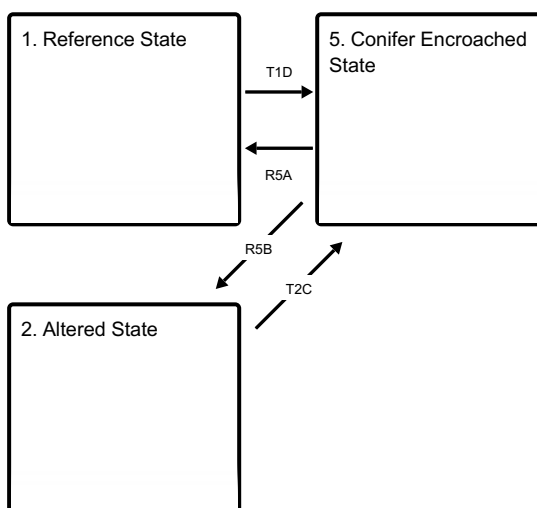 1. Reference State
5. Conifer Encroached
State
T1D
R5A
R5B
T2C
2. Altered State